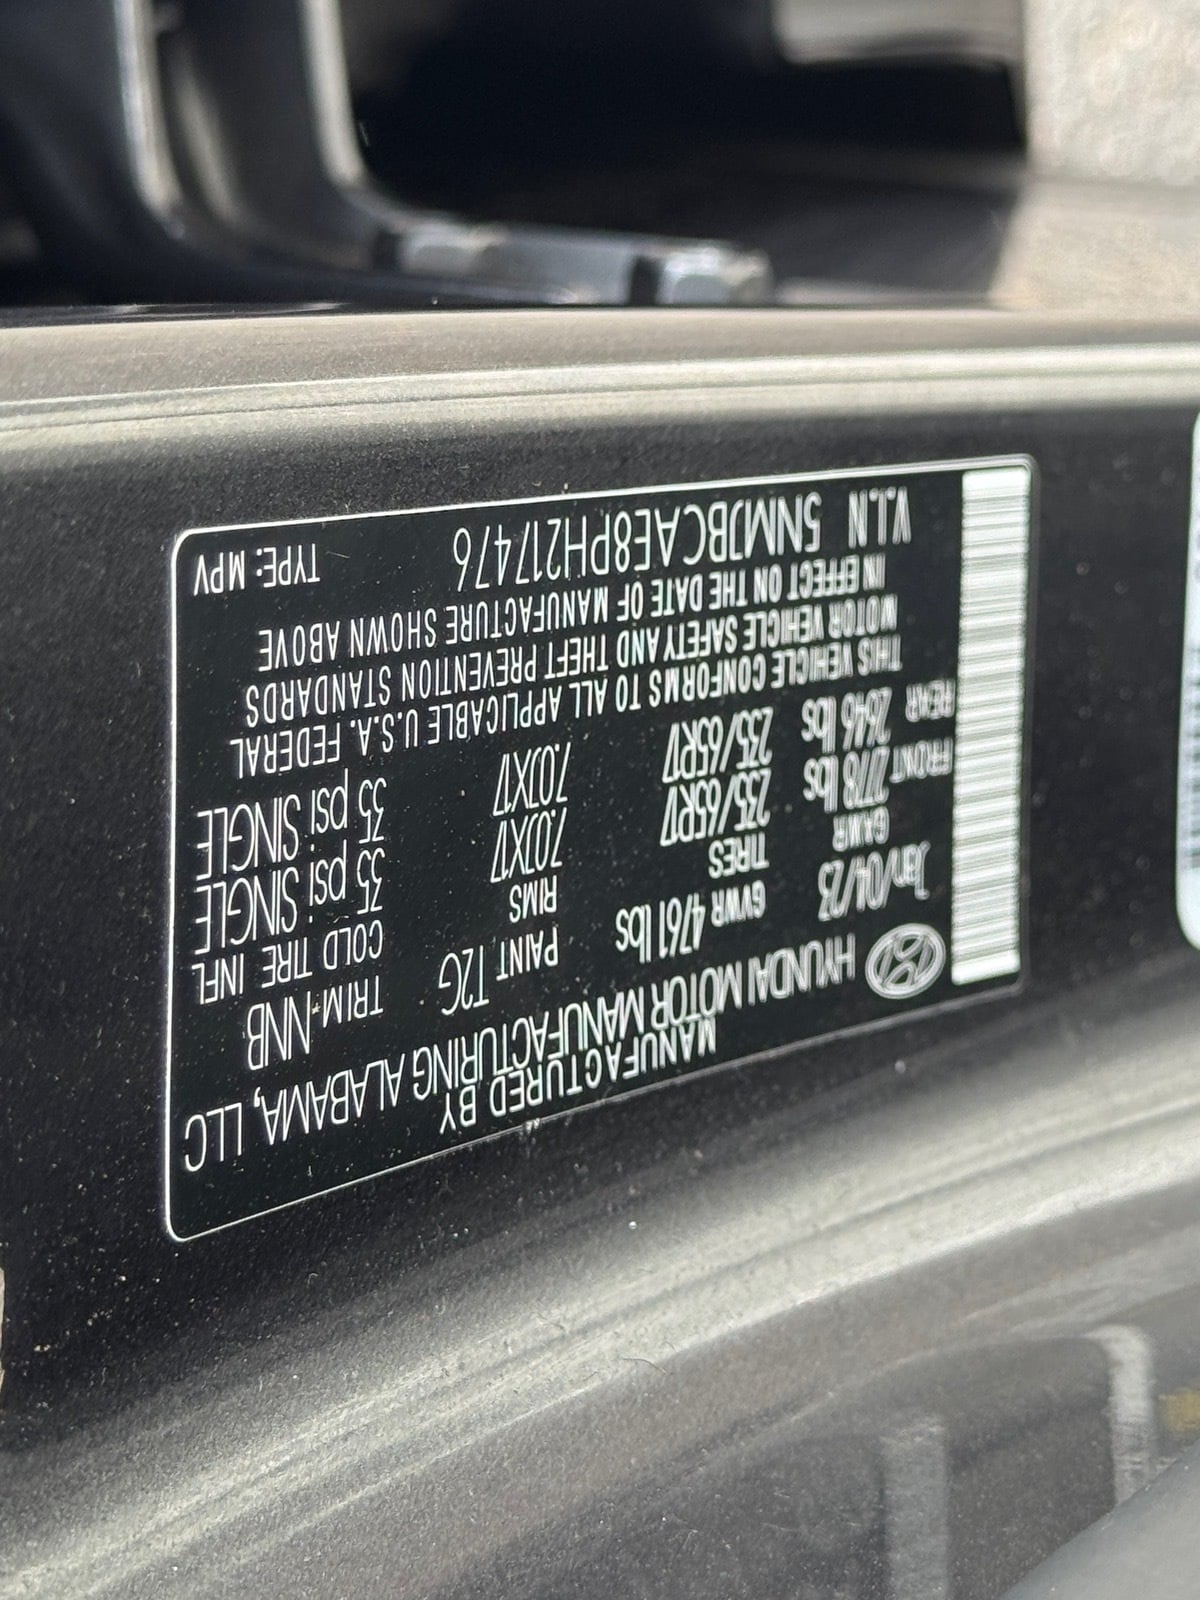 MANUFACTURED BY
HYUNDAI MOTOR MANUFACTURING ALABAMA, LLC
Jan/04/23 GVWR 4761 lbs PAINT T2G TRIM*NNB
GAWR TIRES RIMS COLD TIRE INFL
FRONT 2778 lbs 235/65R17 7.0JX17 35 psi SINGLE
REAR 2646 lbs 235/65R17 7.0JX17 35 psi SINGLE
THIS VEHICLE CONFORMS TO ALL APPLICABLE U.S.A. FEDERAL
MOTOR VEHICLE SAFETY AND THEFT PREVENTION STANDARDS
IN EFFECT ON THE DATE OF MANUFACTURE SHOWN ABOVE
V.I.N 5NMJBCAE8PH217476 TYPE: MPV